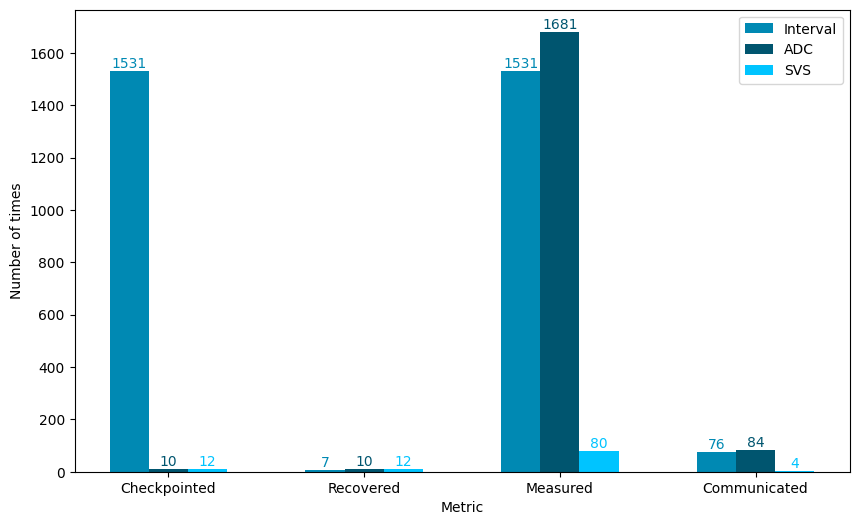 Number of times
1600
1400
1200
1000
800
600
400
200
0
1531
10
12
7
10
12
1531
1681
80
76
84
4
Interval
ADC
SVS
Checkpointed
Recovered
Measured
Communicated
Metric